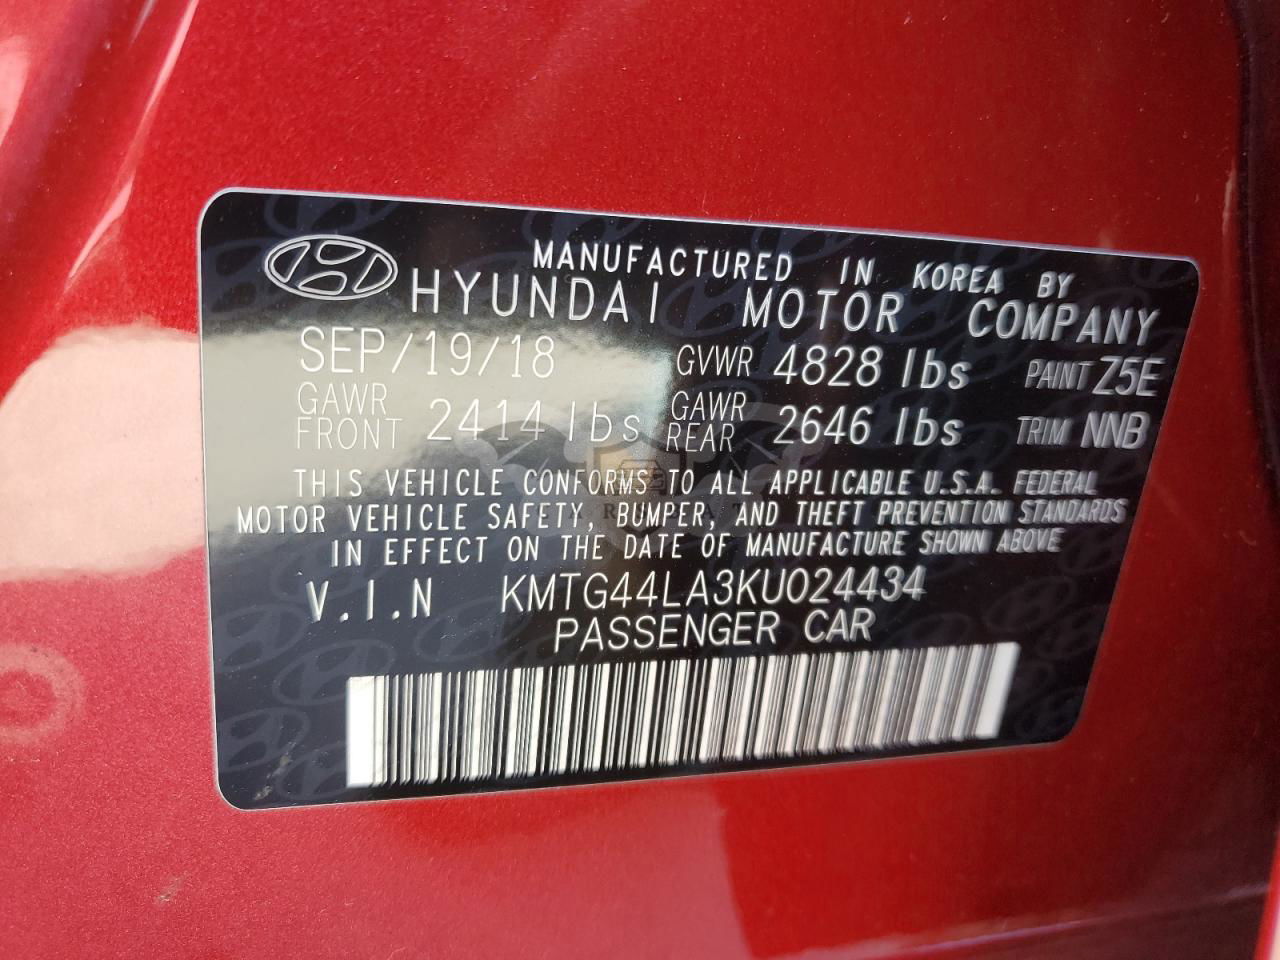 MANUFACTURED IN KOREA BY
HYUNDAI MOTOR COMPANY
SEP/19/18 GVWR 4828 lbs PAINT Z5E
GAWR FRONT 2414 lbs GAWR REAR 2646 lbs TRIM NNB
THIS VEHICLE CONFORMS TO ALL APPLICABLE U.S.A. FEDERAL
MOTOR VEHICLE SAFETY, BUMPER, AND THEFT PREVENTION STANDARDS
IN EFFECT ON THE DATE OF MANUFACTURE SHOWN ABOVE
V.I.N KMTG44LA3KU024434
PASSENGER CAR